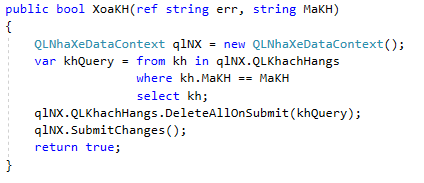 public bool XoaKH(ref string err, string MaKH)
{
QLNhaXeDataContext qlNX = new QLNhaXeDataContext();
var khQuery = from kh in qlNX.QLKhachHangs
where kh.MaKH == MaKH
select kh;
qlNX.QLKhachHangs.DeleteAllOnSubmit(khQuery);
qlNX.SubmitChanges();
return true;
}